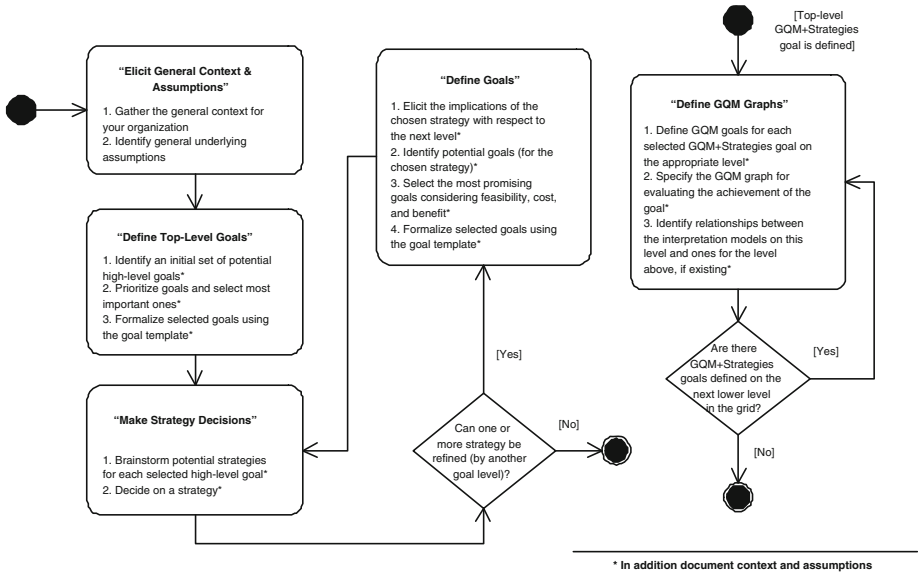 “Elicit General Context &
Assumptions”
1. Gather the general context for
your organization
2. Identify general underlying
assumptions
“Define Top-Level Goals”
1. Identify an initial set of potential
high-level goals*
2. Prioritize goals and select most
important ones*
3. Formalize selected goals using
the goal template*
“Make Strategy Decisions”
1. Brainstorm potential strategies
for each selected high-level goal*
2. Decide on a strategy*
“Define Goals”
1. Elicit the implications of the
chosen strategy with respect to
the next level*
2. Identify potential goals (for the
chosen strategy)*
3. Select the most promising
goals considering feasibility, cost,
and benefit*
4. Formalize selected goals using
the goal template*
[Yes]
Can one or
more strategy be
refined (by another
goal level)?
[No]
[Top-level
GQM+Strategies
goal is defined]
“Define GQM Graphs”
1. Define GQM goals for each
selected GQM+Strategies goal on
the appropriate level*
2. Specify the GQM graph for
evaluating the achievement of the
goal*
3. Identify relationships between
the interpretation models on this
level and ones for the level
above, if existing*
Are there
GQM+Strategies
goals defined on the
next lower level
in the grid?
[Yes]
[No]
* In addition document context and assumptions